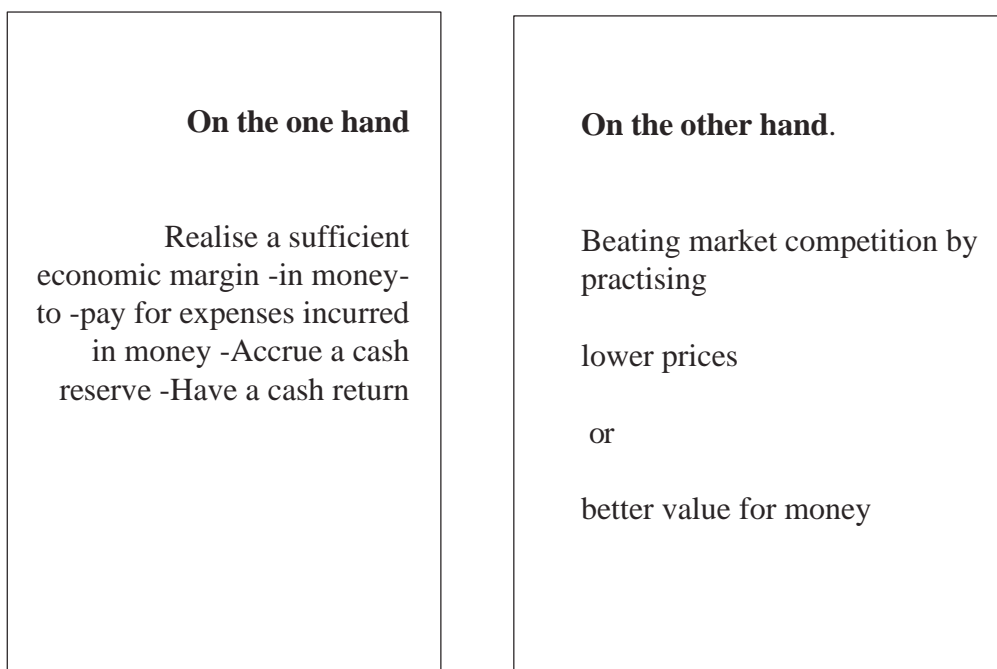 On the one hand
Realise a sufficient
economic margin -in money-
to -pay for expenses incurred
in money -Accrue a cash
reserve -Have a cash return
On the other hand.
Beating market competition by
practising
lower prices
or
better value for money